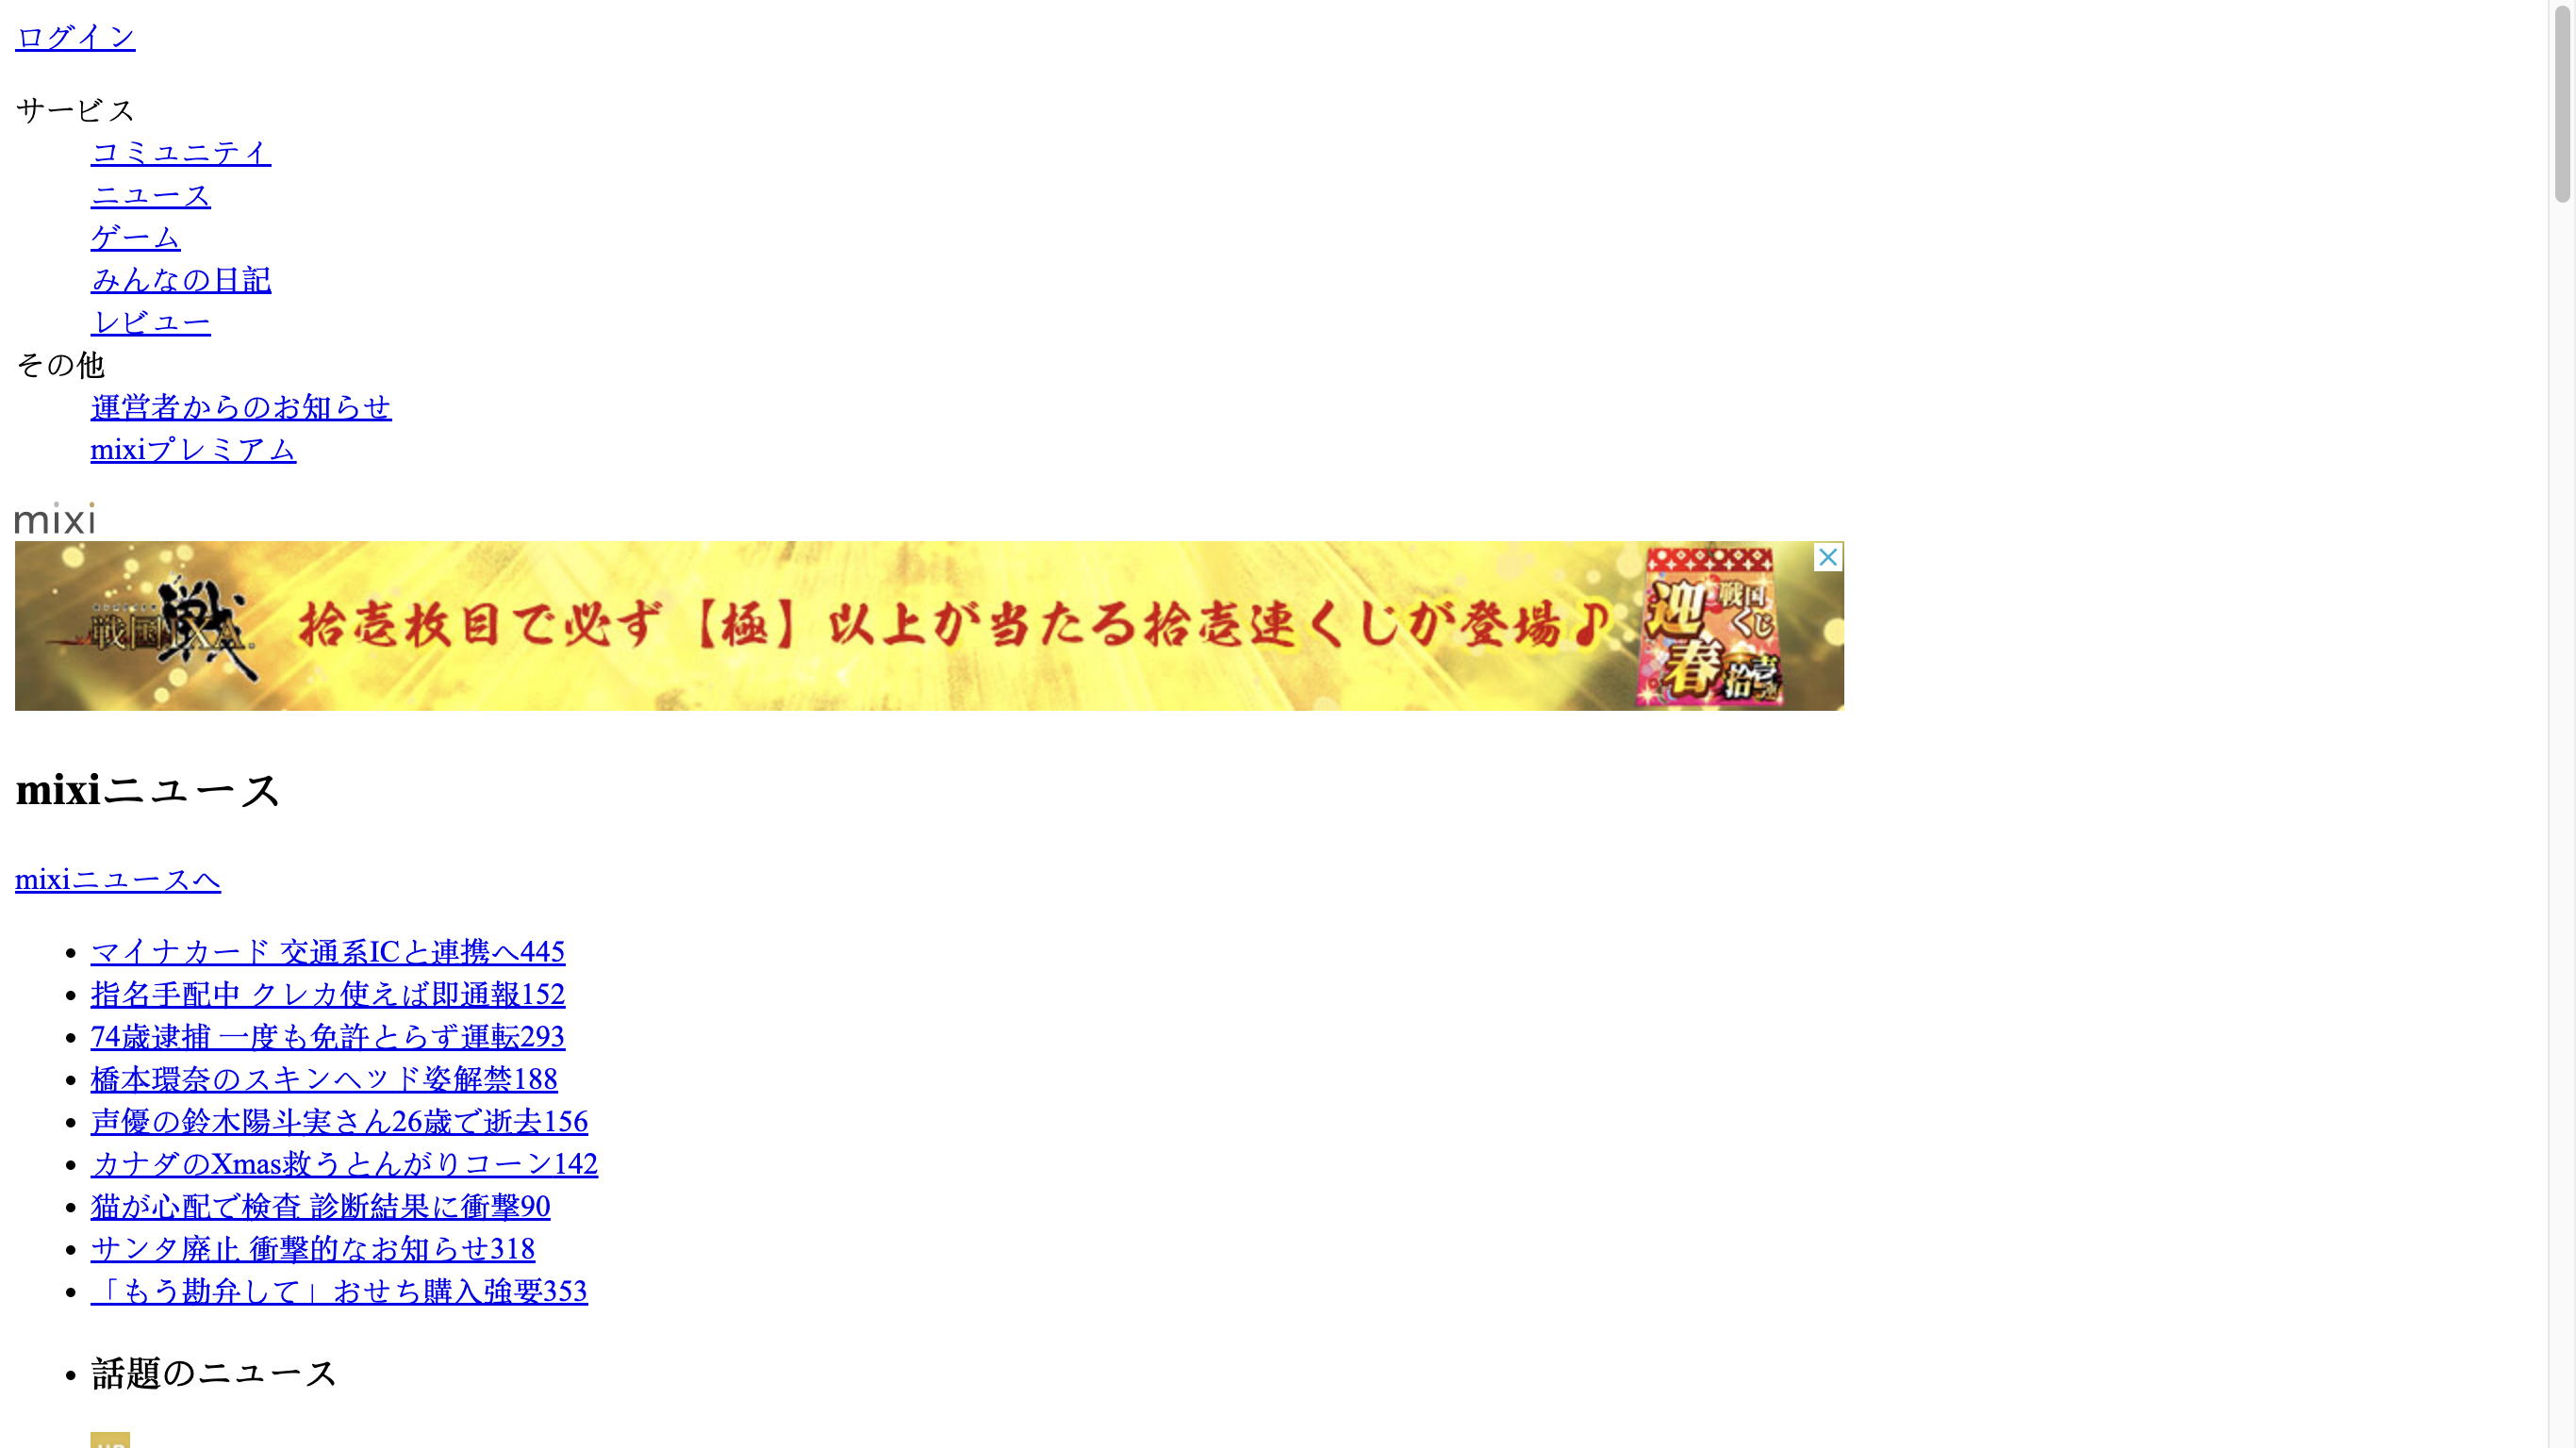 ログイン
サービス
コミュニティ
ニュース
ゲーム
みんなの日記
レビュー
その他
運営者からのお知らせ
mixiプレミアム
mixi
戦 戦国IXA. 拾壱枚目で必ず【極】以上が当たる拾壱連くじが登場♪ 迎春 戦国くじ 拾壱連
mixiニュース
mixiニュースへ
マイナカード 交通系ICと連携へ445
指名手配中 クレカ使えば即通報152
74歳逮捕 一度も免許とらず運転293
橋本環奈のスキンヘッド姿解禁188
声優の鈴木陽斗実さん26歳で逝去156
カナダのXmas救うとんがりコーン142
猫が心配で検査 診断結果に衝撃90
サンタ廃止 衝撃的なお知らせ318
「もう勘弁して」おせち購入強要353
話題のニュース